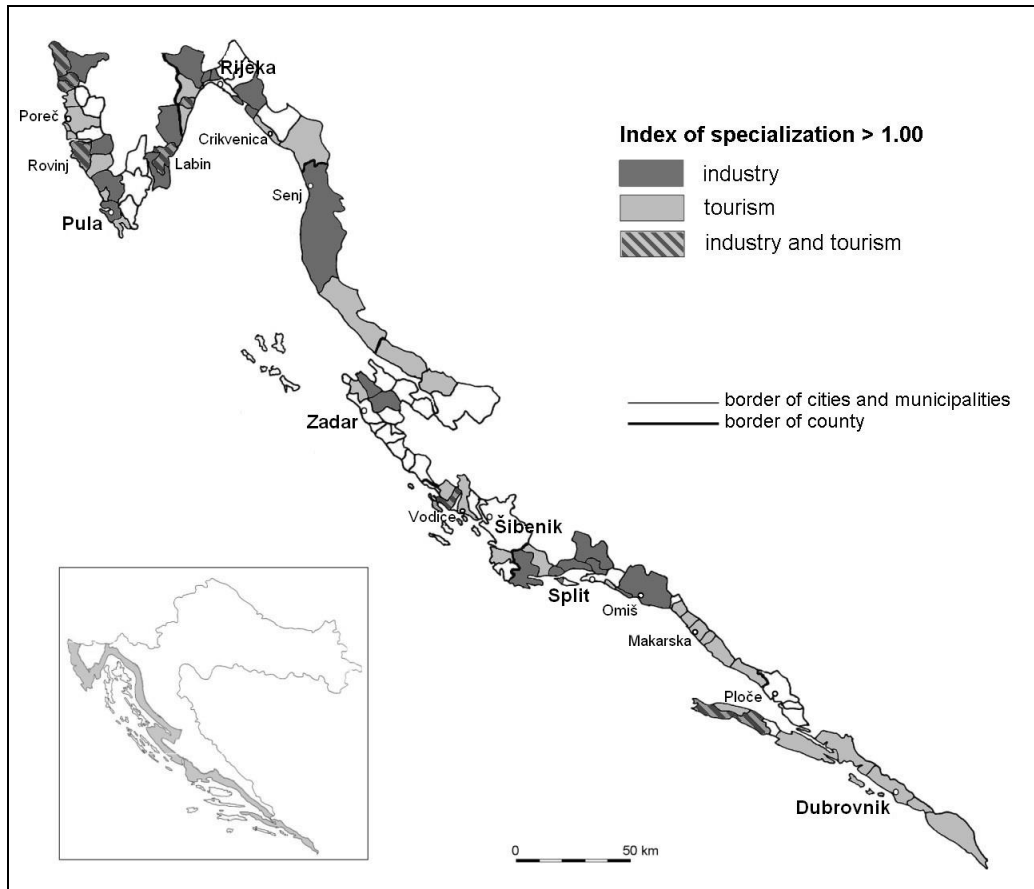 Rijeka
Poreč
Crikvenica
Rovinj
Labin
Senj
Pula
Index of specialization > 1.00
industry
tourism
industry and tourism
border of cities and municipalities
border of county
Zadar
Vodice
Šibenik
Split
Omiš
Makarska
Ploče
Dubrovnik
0 50 km